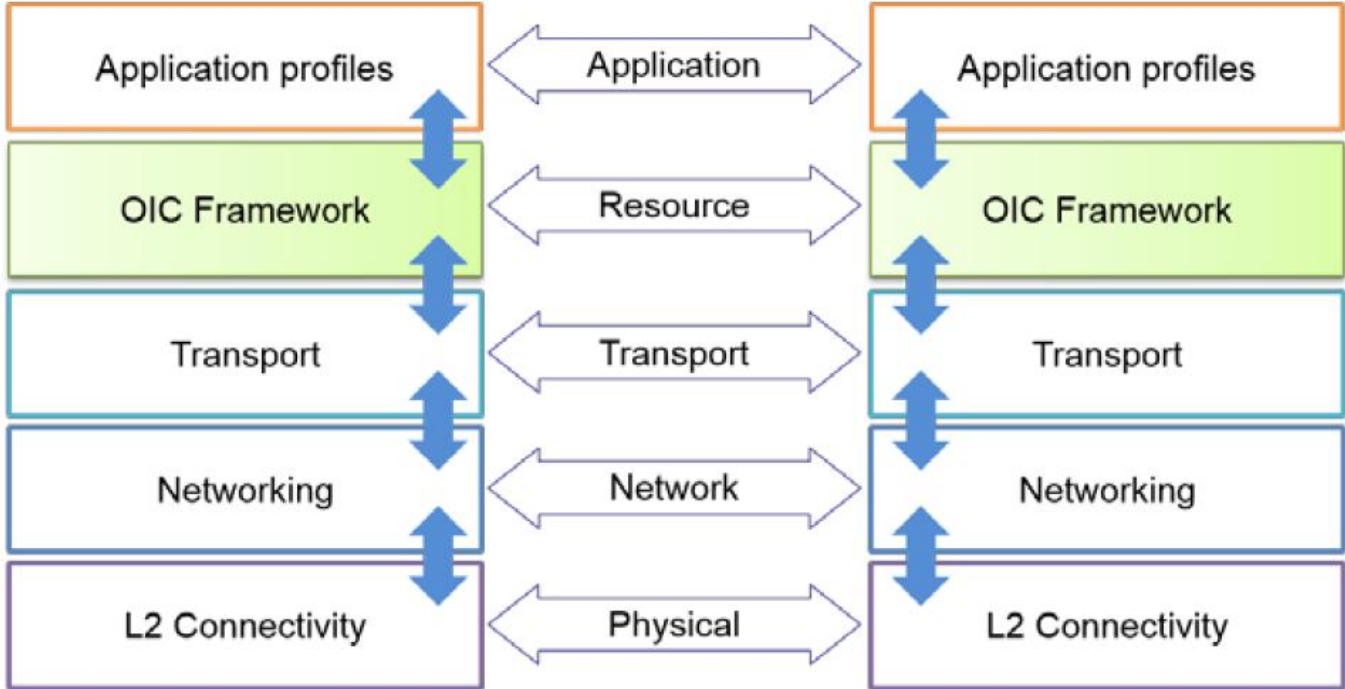 Application profiles
Application
Application profiles
OIC Framework
Resource
OIC Framework
Transport
Transport
Transport
Networking
Network
Networking
L2 Connectivity
Physical
L2 Connectivity